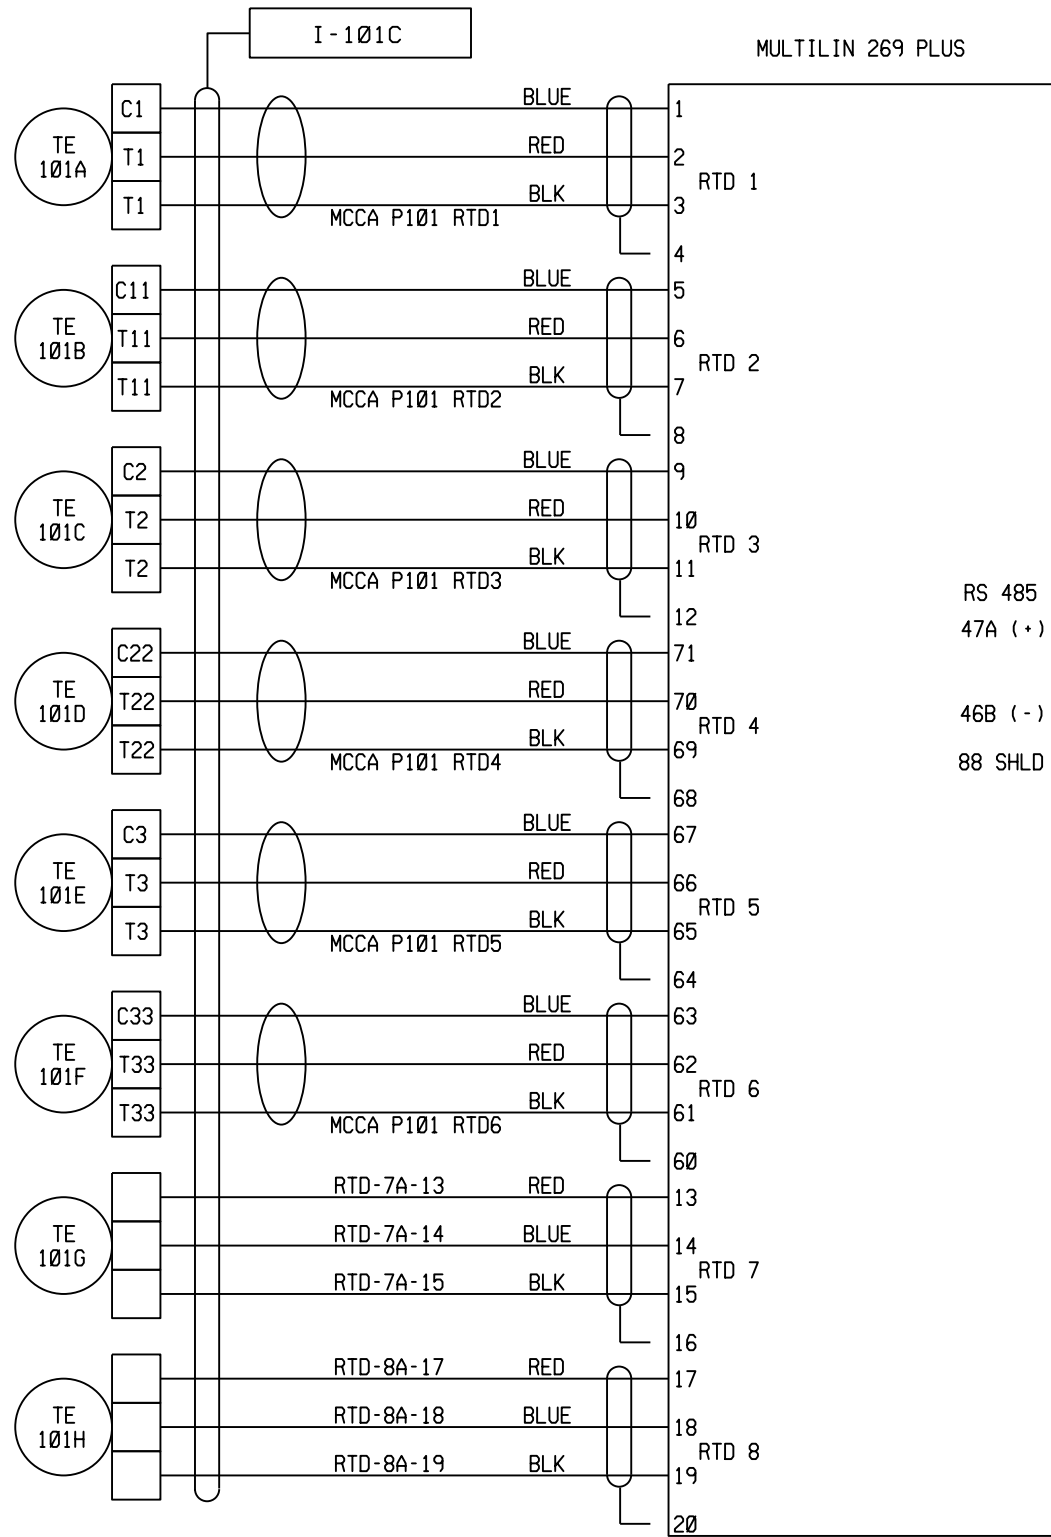 I-101C
MULTILIN 269 PLUS
C1 BLUE 1
TE 101A T1 RED 2
RTD 1
T1 BLK 3
MCCA P101 RTD1
4
C11 BLUE 5
TE 101B T11 RED 6
RTD 2
T11 BLK 7
MCCA P101 RTD2
8
C2 BLUE 9
TE 101C T2 RED 10
RTD 3
T2 BLK 11
MCCA P101 RTD3
12
RS 485
47A (+)
C22 BLUE 71
TE 101D T22 RED 70
46B (-)
RTD 4
T22 BLK 69
88 SHLD
MCCA P101 RTD4
68
C3 BLUE 67
TE 101E T3 RED 66
RTD 5
T3 BLK 65
MCCA P101 RTD5
64
C33 BLUE 63
TE 101F T33 RED 62
RTD 6
T33 BLK 61
MCCA P101 RTD6
60
RTD-7A-13 RED 13
TE 101G RTD-7A-14 BLUE 14
RTD 7
RTD-7A-15 BLK 15
16
RTD-8A-17 RED 17
TE 101H RTD-8A-18 BLUE 18
RTD 8
RTD-8A-19 BLK 19
20